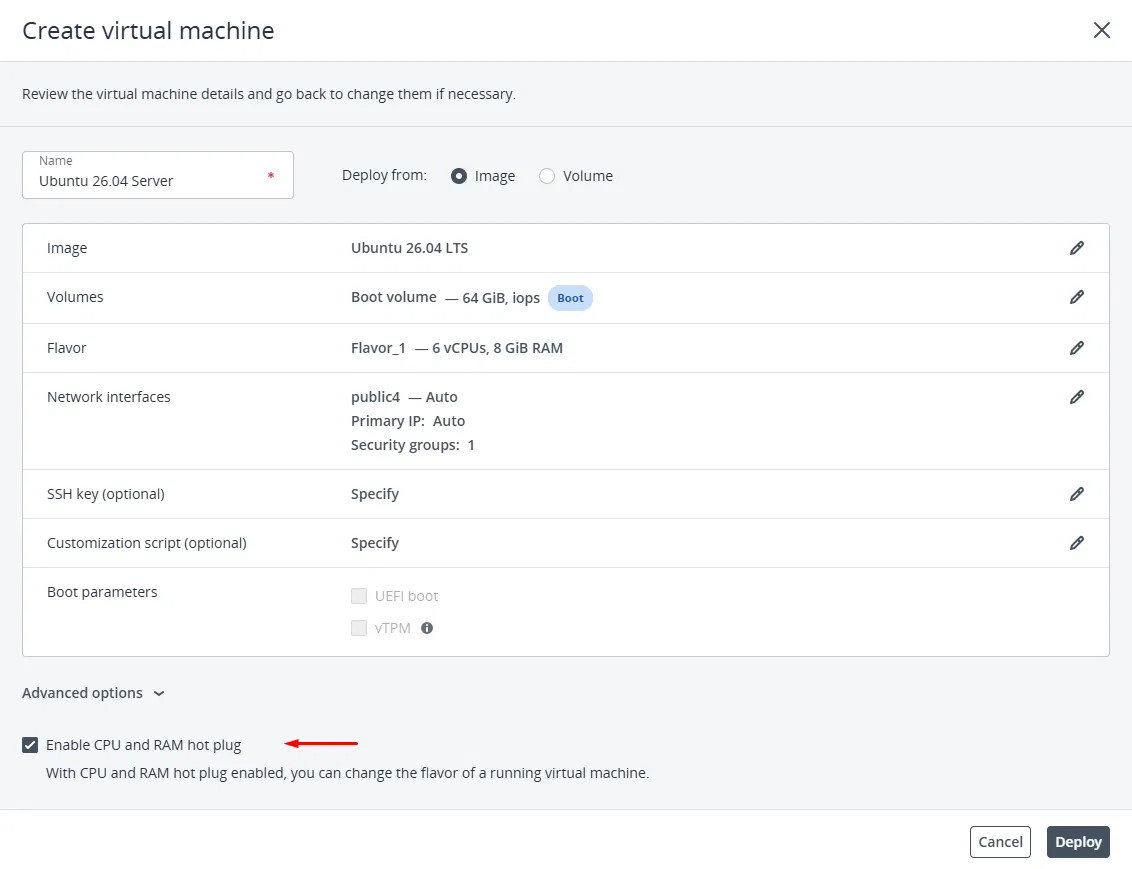 Create virtual machine
Review the virtual machine details and go back to change them if necessary.
Name
Ubuntu 26.04 Server *
Deploy from: Image Volume
Image Ubuntu 26.04 LTS
Volumes Boot volume — 64 GiB, iops Boot
Flavor Flavor_1 — 6 vCPUs, 8 GiB RAM
Network interfaces public4 — Auto
Primary IP: Auto
Security groups: 1
SSH key (optional) Specify
Customization script (optional) Specify
Boot parameters UEFI boot
vTPM
Advanced options
Enable CPU and RAM hot plug
With CPU and RAM hot plug enabled, you can change the flavor of a running virtual machine.
Cancel Deploy